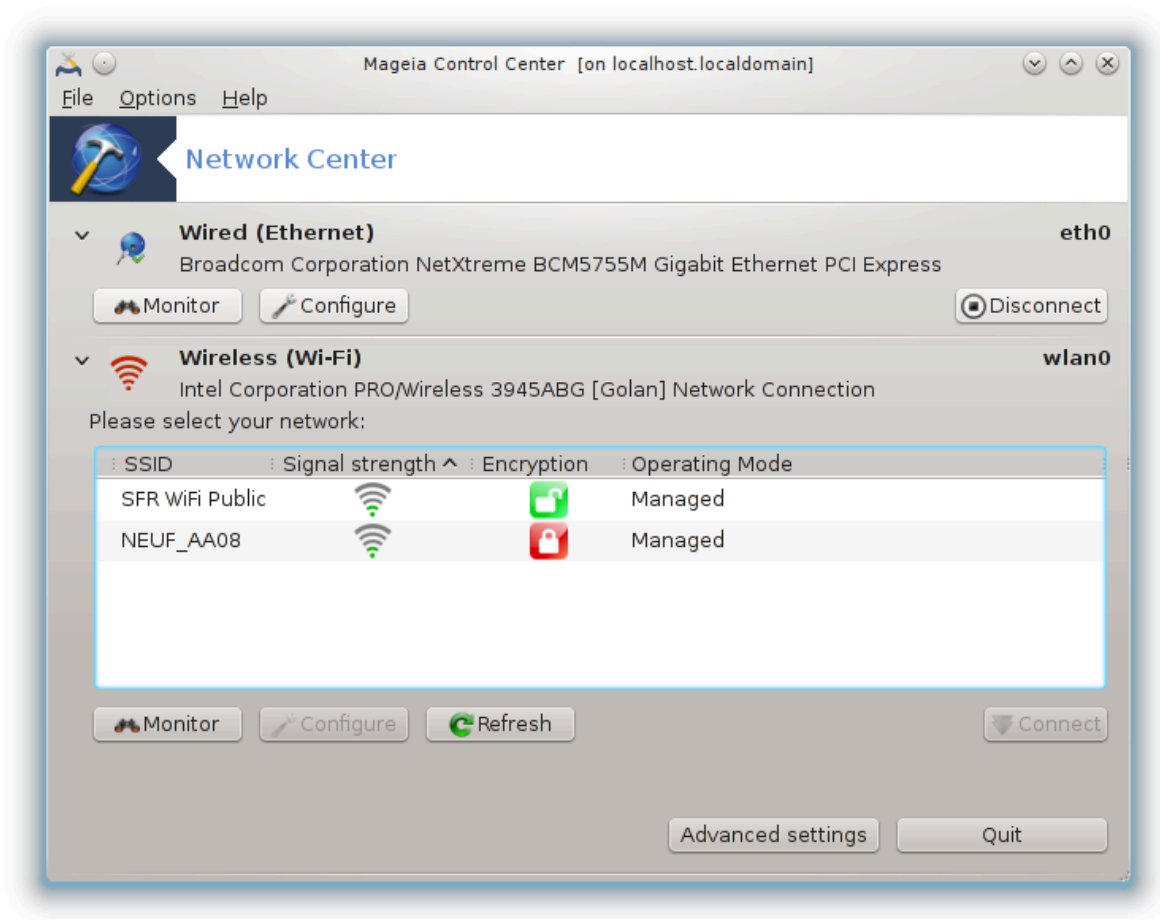 Mageia Control Center [on localhost.localdomain]
File Options Help
Network Center
Wired (Ethernet) eth0
Broadcom Corporation NetXtreme BCM5755M Gigabit Ethernet PCI Express
Monitor Configure Disconnect
Wireless (Wi-Fi) wlan0
Intel Corporation PRO/Wireless 3945ABG [Golan] Network Connection
Please select your network:
SSID Signal strength Encryption Operating Mode
SFR WiFi Public Managed
NEUF_AA08 Managed
Monitor Configure Refresh Connect
Advanced settings Quit